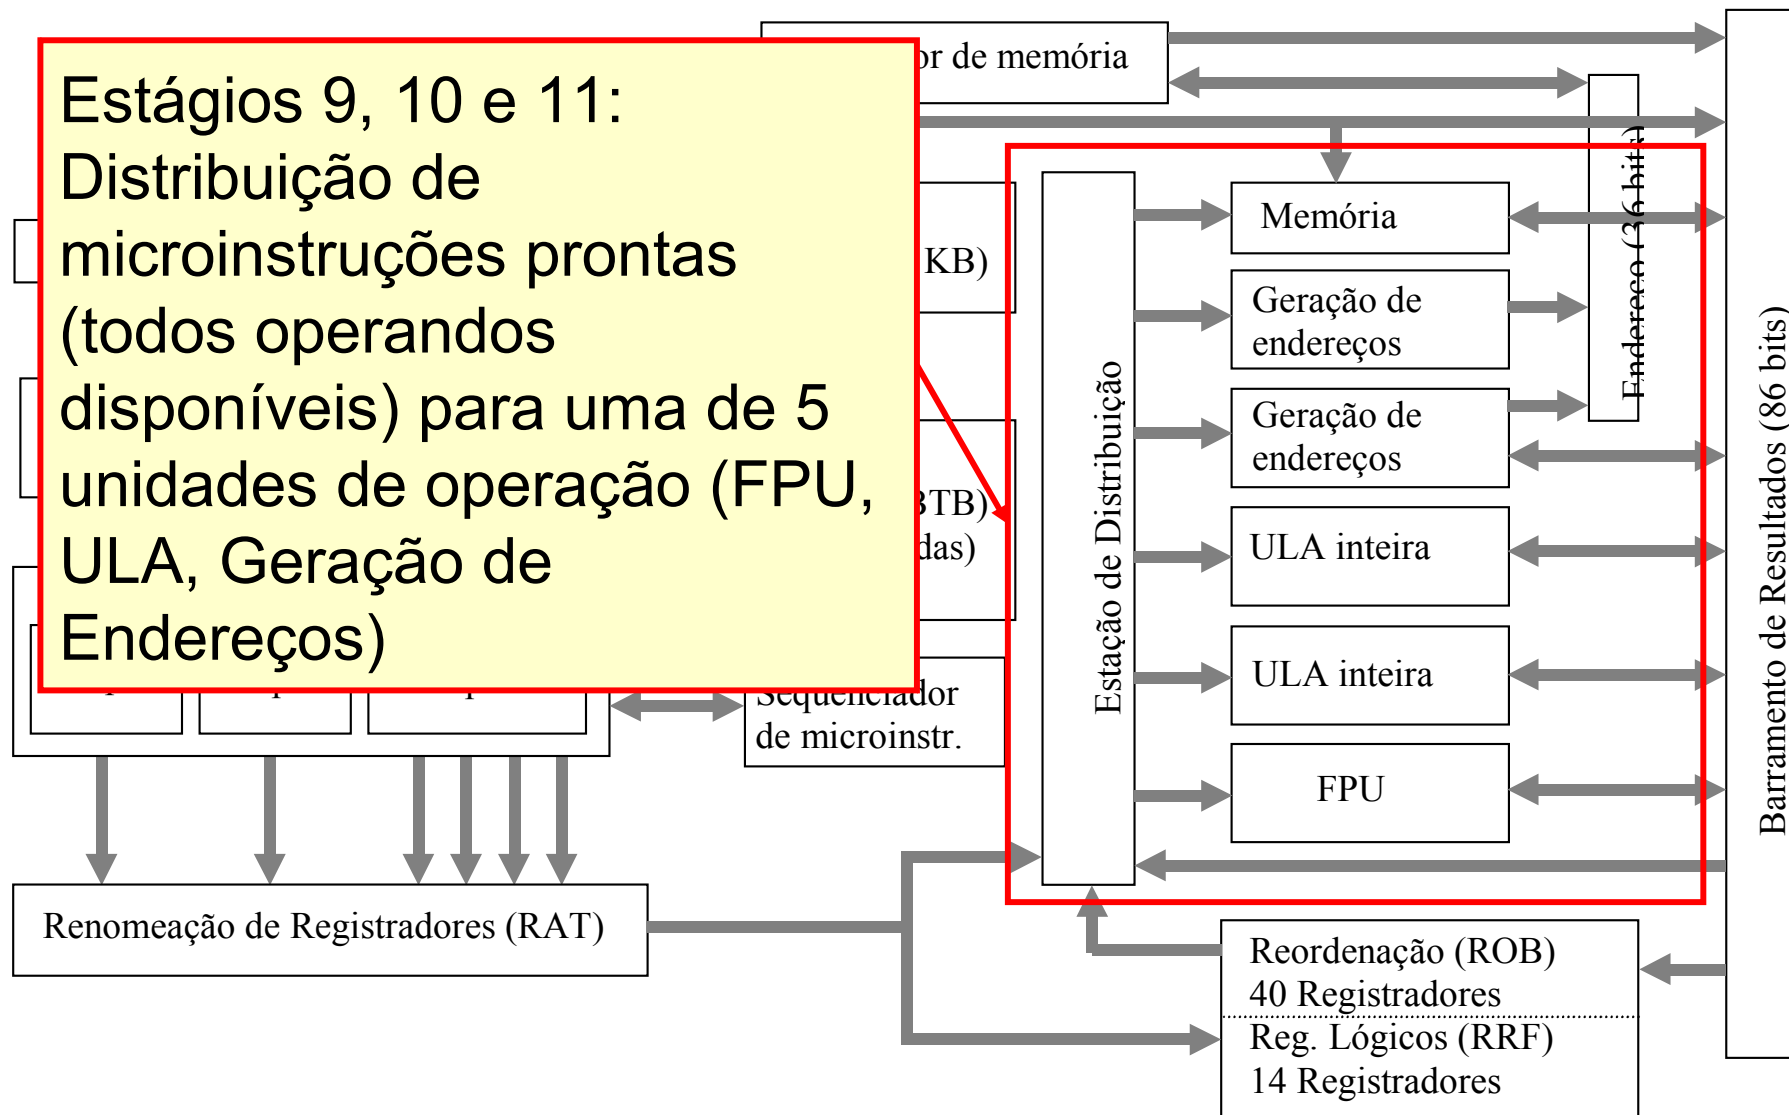 Estágios 9, 10 e 11:
Distribuição de
microinstruções prontas
(todos operandos
disponíveis) para uma de 5
unidades de operação (FPU,
ULA, Geração de
Endereços)
de memória
KB)
Sequenciador
de microinstr.
Renomeação de Registradores (RAT)
Estação de Distribuição
Memória
Geração de
endereços
Geração de
endereços
ULA inteira
ULA inteira
FPU
Endereço (36 bits)
Barramento de Resultados (86 bits)
Reordenação (ROB)
40 Registradores
Reg. Lógicos (RRF)
14 Registradores